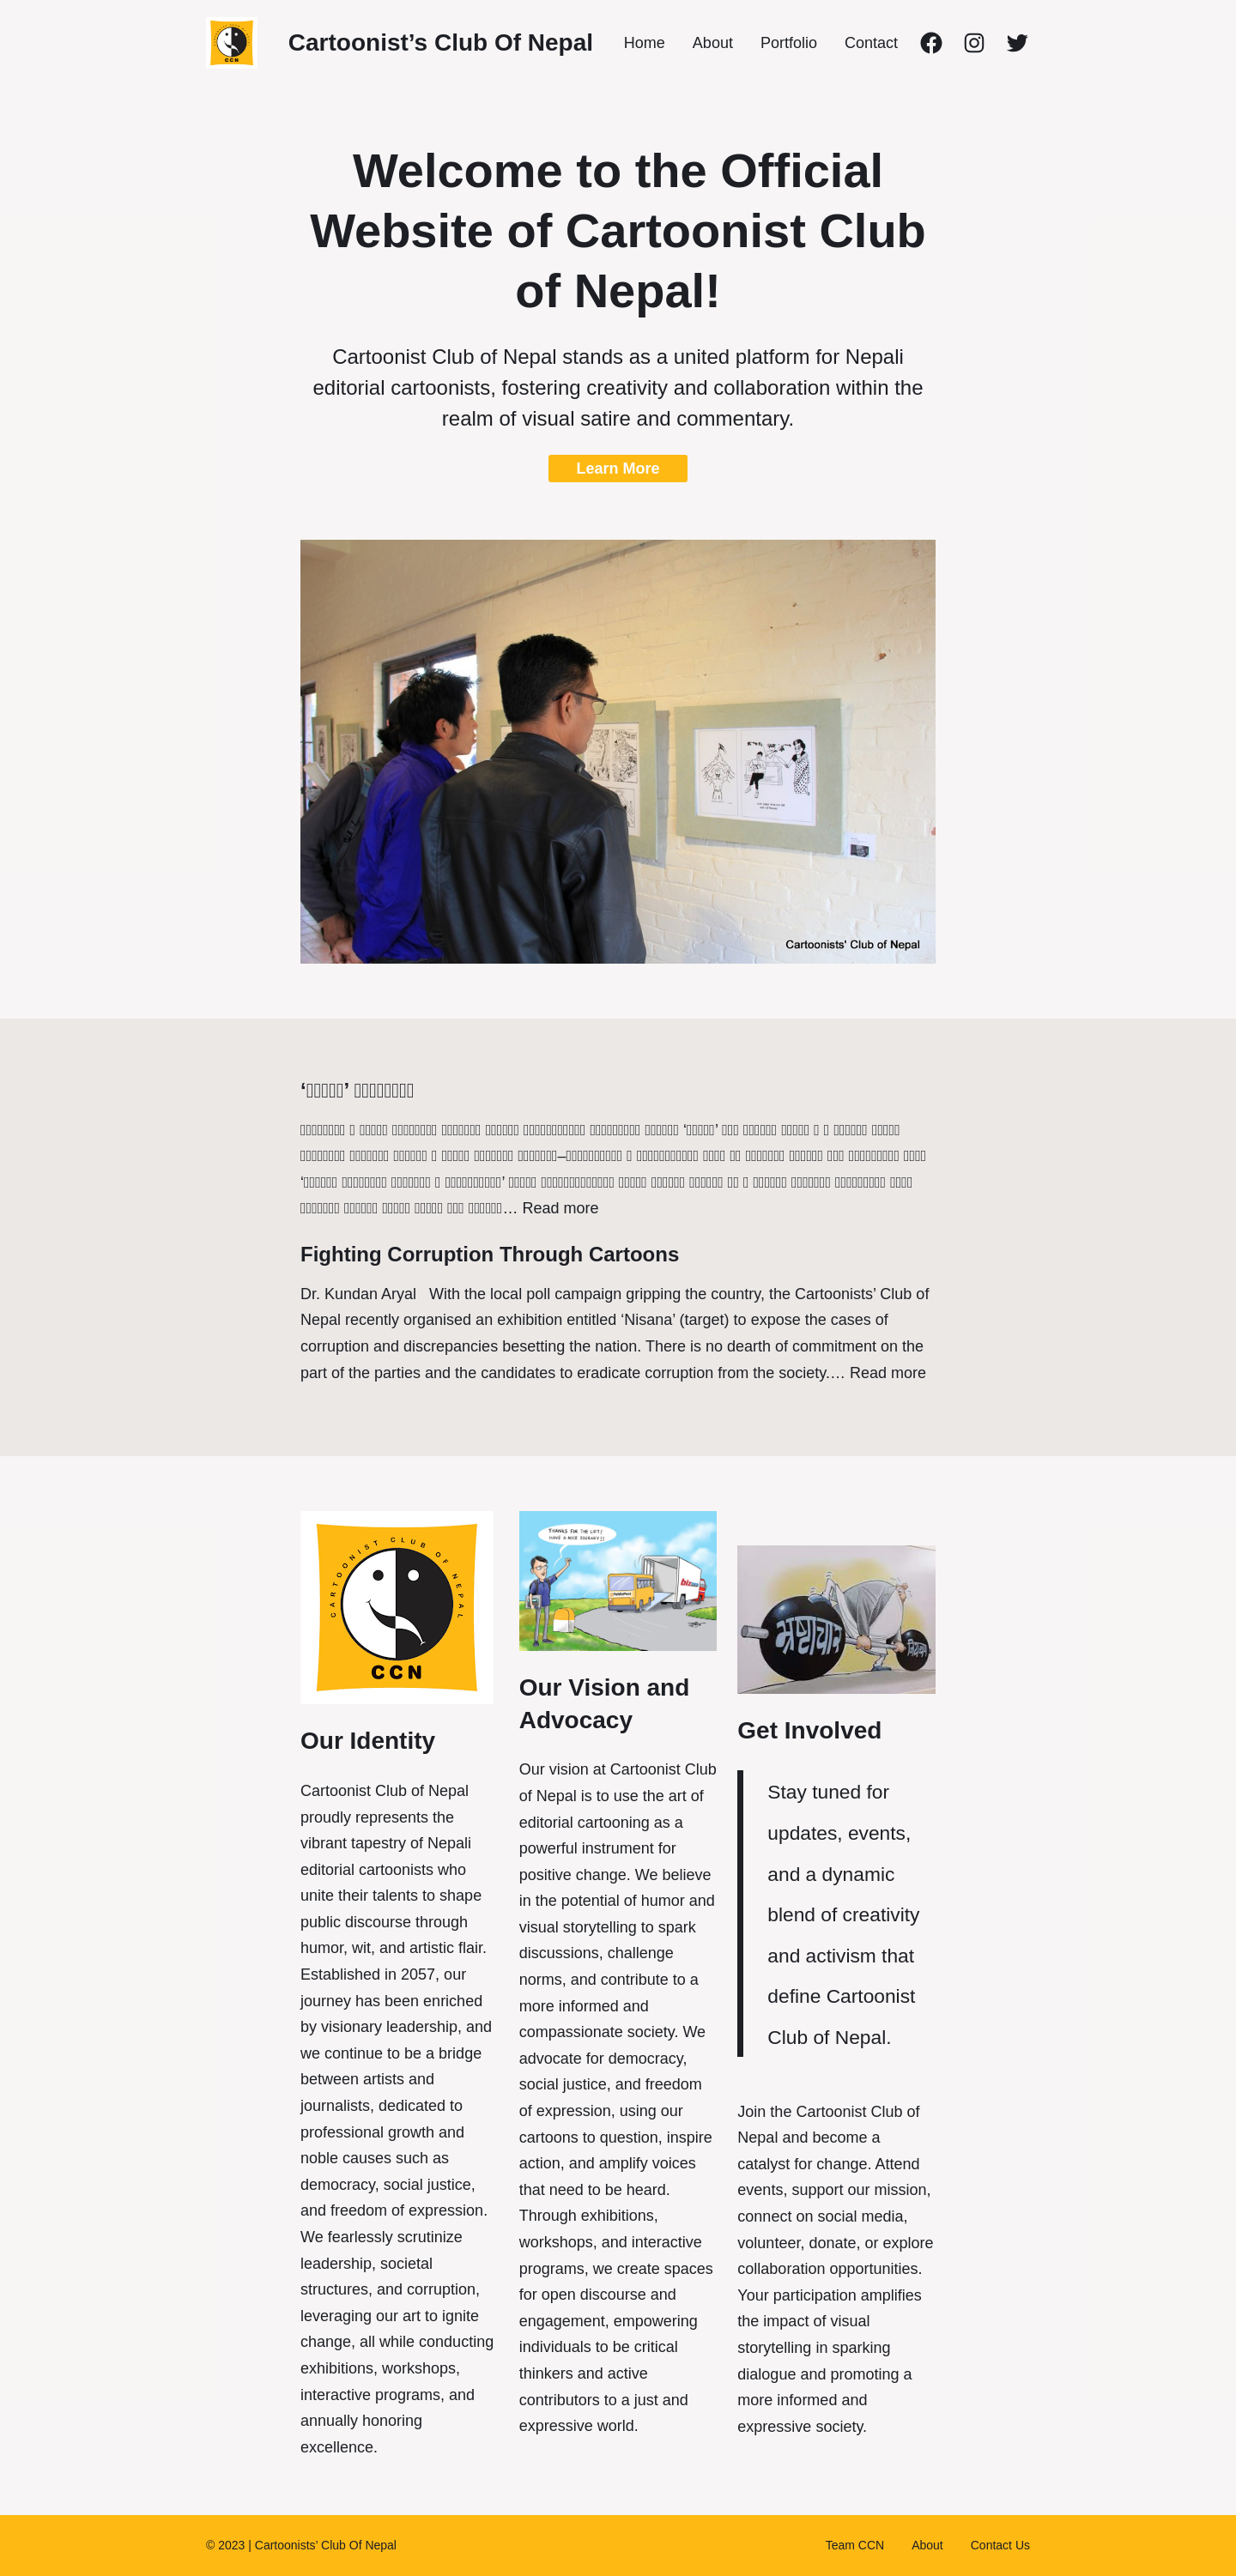 Cartoonist’s Club Of Nepal
Home About Portfolio Contact
Welcome to the Official
Website of Cartoonist Club
of Nepal!
Cartoonist Club of Nepal stands as a united platform for Nepali
editorial cartoonists, fostering creativity and collaboration within the
realm of visual satire and commentary.
Learn More
Cartoonists' Club of Nepal
… Read more
Fighting Corruption Through Cartoons
Dr. Kundan Aryal   With the local poll campaign gripping the country, the Cartoonists’ Club of
Nepal recently organised an exhibition entitled ‘Nisana’ (target) to expose the cases of
corruption and discrepancies besetting the nation. There is no dearth of commitment on the
part of the parties and the candidates to eradicate corruption from the society.… Read more
CARTOONIST CLUB OF NEPAL
CCN
Our Identity
Cartoonist Club of Nepal
proudly represents the
vibrant tapestry of Nepali
editorial cartoonists who
unite their talents to shape
public discourse through
humor, wit, and artistic flair.
Established in 2057, our
journey has been enriched
by visionary leadership, and
we continue to be a bridge
between artists and
journalists, dedicated to
professional growth and
noble causes such as
democracy, social justice,
and freedom of expression.
We fearlessly scrutinize
leadership, societal
structures, and corruption,
leveraging our art to ignite
change, all while conducting
exhibitions, workshops,
interactive programs, and
annually honoring
excellence.
THANKS FOR THE LIFT!
HAVE A NICE JOURNEY!!
Our Vision and
Advocacy
Our vision at Cartoonist Club
of Nepal is to use the art of
editorial cartooning as a
powerful instrument for
positive change. We believe
in the potential of humor and
visual storytelling to spark
discussions, challenge
norms, and contribute to a
more informed and
compassionate society. We
advocate for democracy,
social justice, and freedom
of expression, using our
cartoons to question, inspire
action, and amplify voices
that need to be heard.
Through exhibitions,
workshops, and interactive
programs, we create spaces
for open discourse and
engagement, empowering
individuals to be critical
thinkers and active
contributors to a just and
expressive world.
भ्रष्टाचार
Get Involved
Stay tuned for
updates, events,
and a dynamic
blend of creativity
and activism that
define Cartoonist
Club of Nepal.
Join the Cartoonist Club of
Nepal and become a
catalyst for change. Attend
events, support our mission,
connect on social media,
volunteer, donate, or explore
collaboration opportunities.
Your participation amplifies
the impact of visual
storytelling in sparking
dialogue and promoting a
more informed and
expressive society.
© 2023 | Cartoonists’ Club Of Nepal
Team CCN About Contact Us